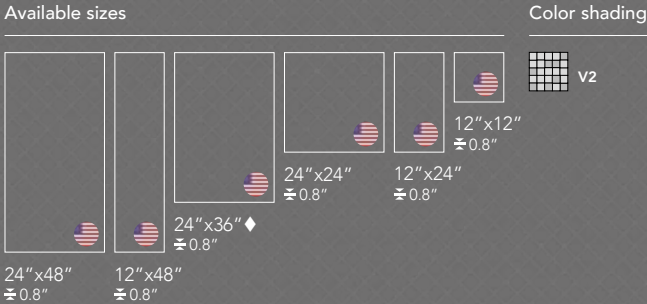 Available sizes
Color shading
V2
12”x12”
0.8”
24”x24”
0.8”
12”x24”
0.8”
24”x36”♦
0.8”
24”x48”
0.8”
12”x48”
0.8”